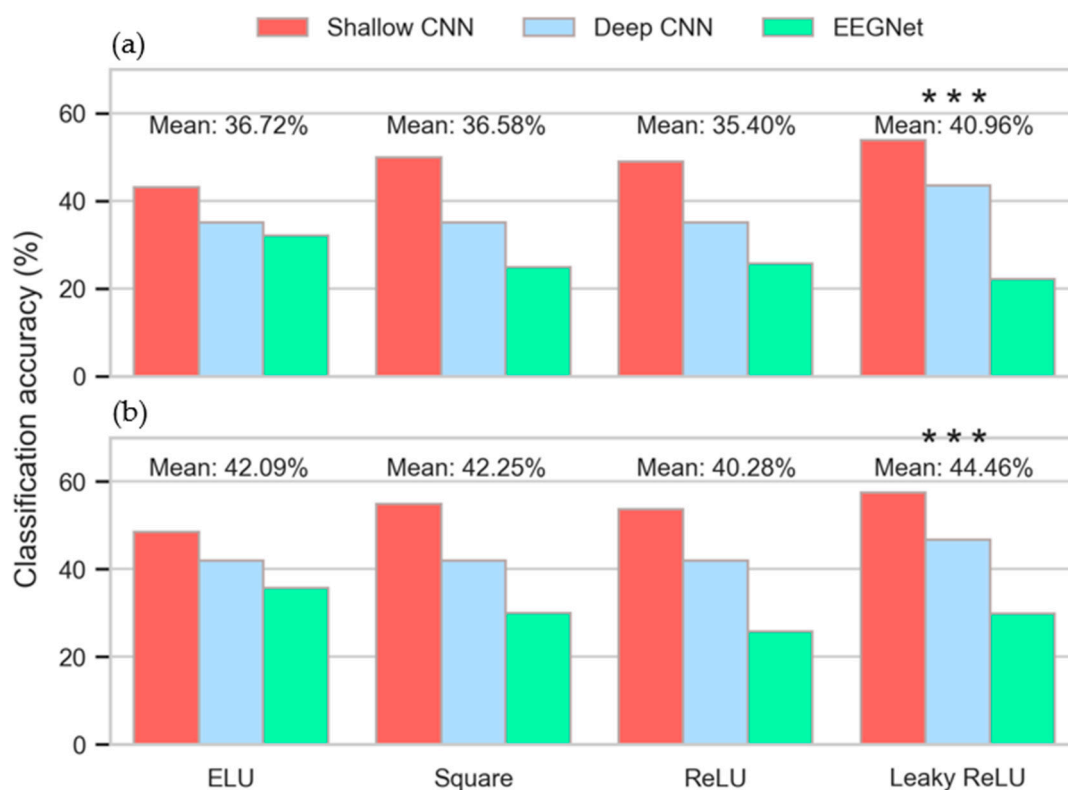 Shallow CNN Deep CNN EEGNet
(a)
***
Mean: 36.72% Mean: 36.58% Mean: 35.40% Mean: 40.96%
60
40
20
0
Classification accuracy (%)
(b)
***
Mean: 42.09% Mean: 42.25% Mean: 40.28% Mean: 44.46%
60
40
20
0
ELU Square ReLU Leaky ReLU